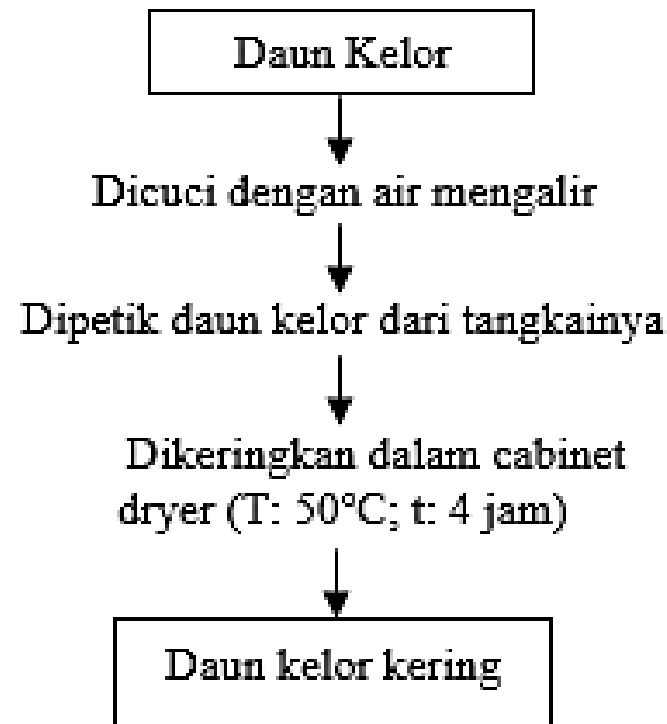 Daun Kelor
Dicuci dengan air mengalir
Dipetik daun kelor dari tangkainya
Dikeringkan dalam cabinet
dryer (T: 50°C; t: 4 jam)
Daun kelor kering